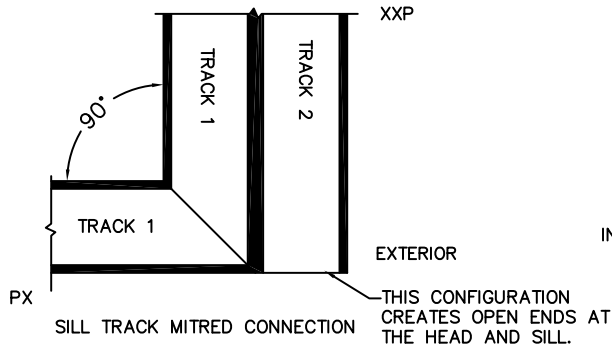 XXP
TRACK 1
TRACK 2
90°
TRACK 1
EXTERIOR
IN
PX
THIS CONFIGURATION
CREATES OPEN ENDS AT
THE HEAD AND SILL.
SILL TRACK MITRED CONNECTION